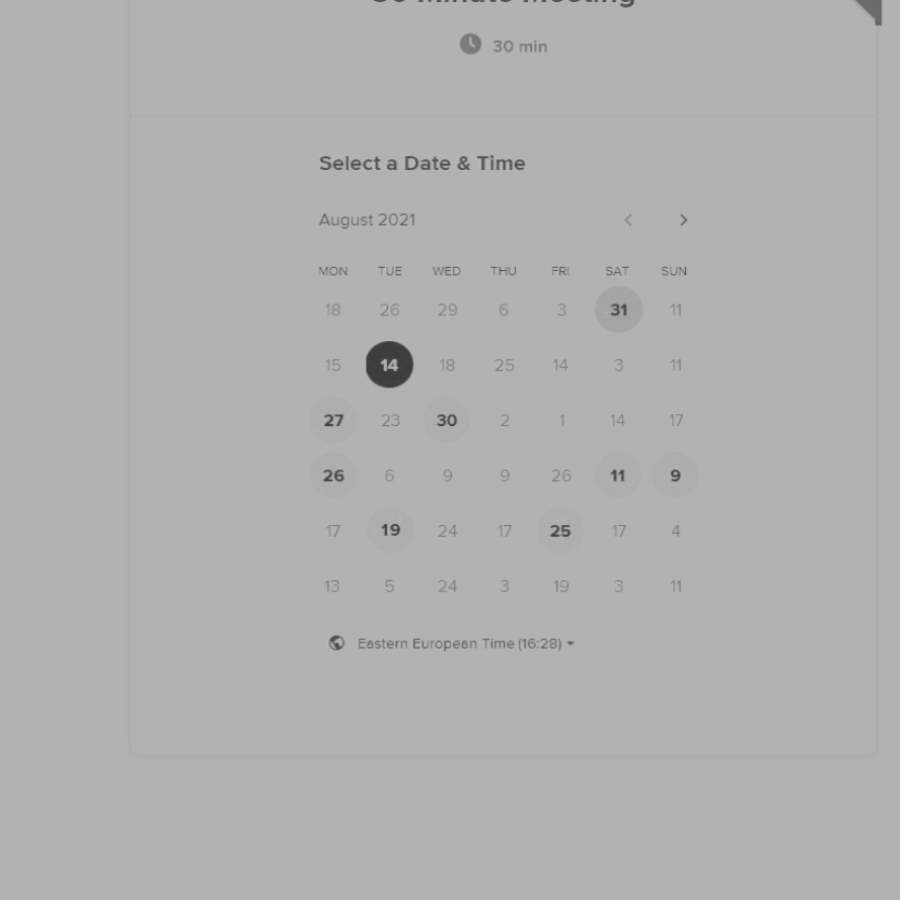 30 min
Select a Date & Time
August 2021
MON TUE WED THU FRI SAT SUN
18 26 29 6 3 31 11
15 14 18 25 14 3 11
27 23 30 2 1 14 17
26 6 9 9 26 11 9
17 19 24 17 25 17 4
13 5 24 3 19 3 11
Eastern European Time (16:28)